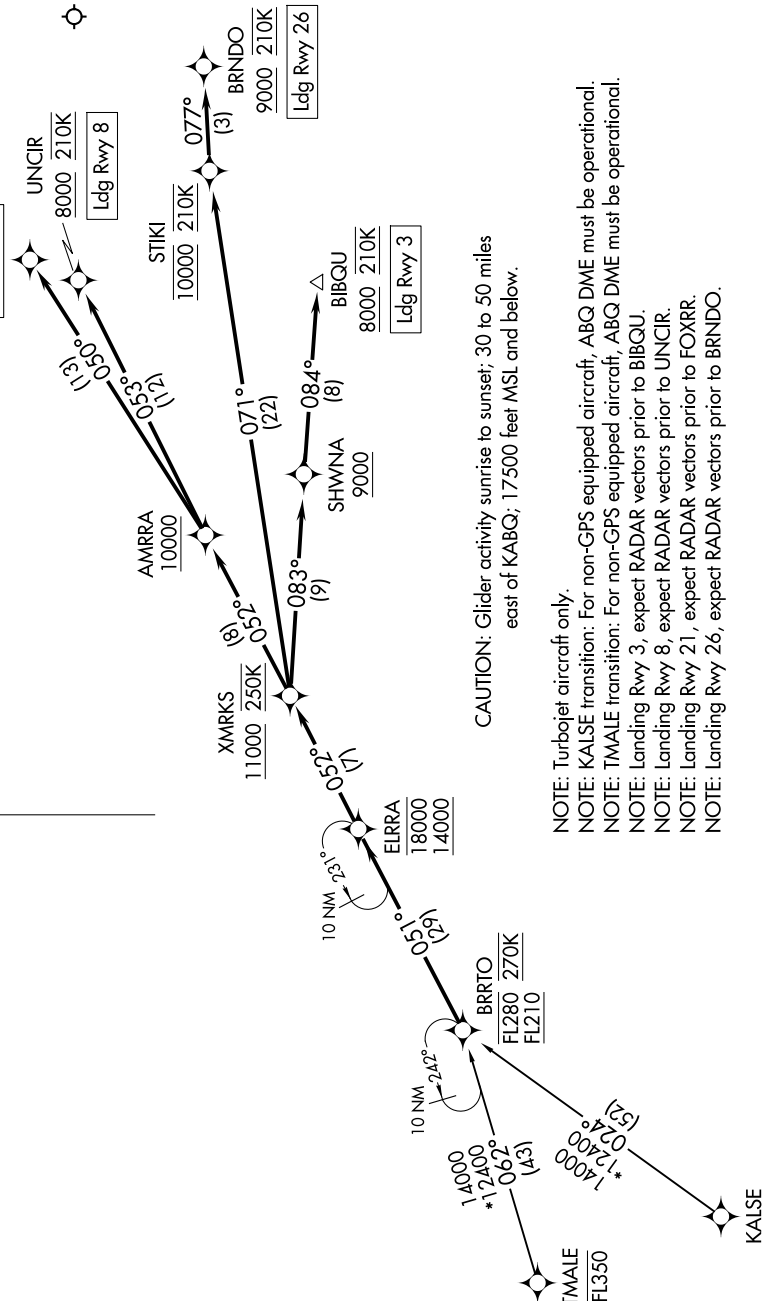 UNCIR
8000 210K
Ldg Rwy 8
BRNDO
9000 210K
Ldg Rwy 26
077°
(3)
STIKI
10000 210K
(13)
050°
053°
(12)
071°
(22)
BIBQU
8000 210K
Ldg Rwy 3
084°
(8)
SHWNA
9000
AMRRA
10000
(8)
052°
083°
(9)
XMRKS
11000 250K
052°
(7)
ELRRA
18000
14000
10 NM
231°
051°
(29)
BRRTO
FL280 270K
FL210
10 NM
242°
14000
*12400
062°
(43)
14000
*12400
024°
(52)
TMALE
FL350
KALSE
CAUTION: Glider activity sunrise to sunset; 30 to 50 miles
east of KABQ; 17500 feet MSL and below.
NOTE: Turbojet aircraft only.
NOTE: KALSE transition: For non-GPS equipped aircraft, ABQ DME must be operational.
NOTE: TMALE transition: For non-GPS equipped aircraft, ABQ DME must be operational.
NOTE: Landing Rwy 3, expect RADAR vectors prior to BIBQU.
NOTE: Landing Rwy 8, expect RADAR vectors prior to UNCIR.
NOTE: Landing Rwy 21, expect RADAR vectors prior to FOXRR.
NOTE: Landing Rwy 26, expect RADAR vectors prior to BRNDO.